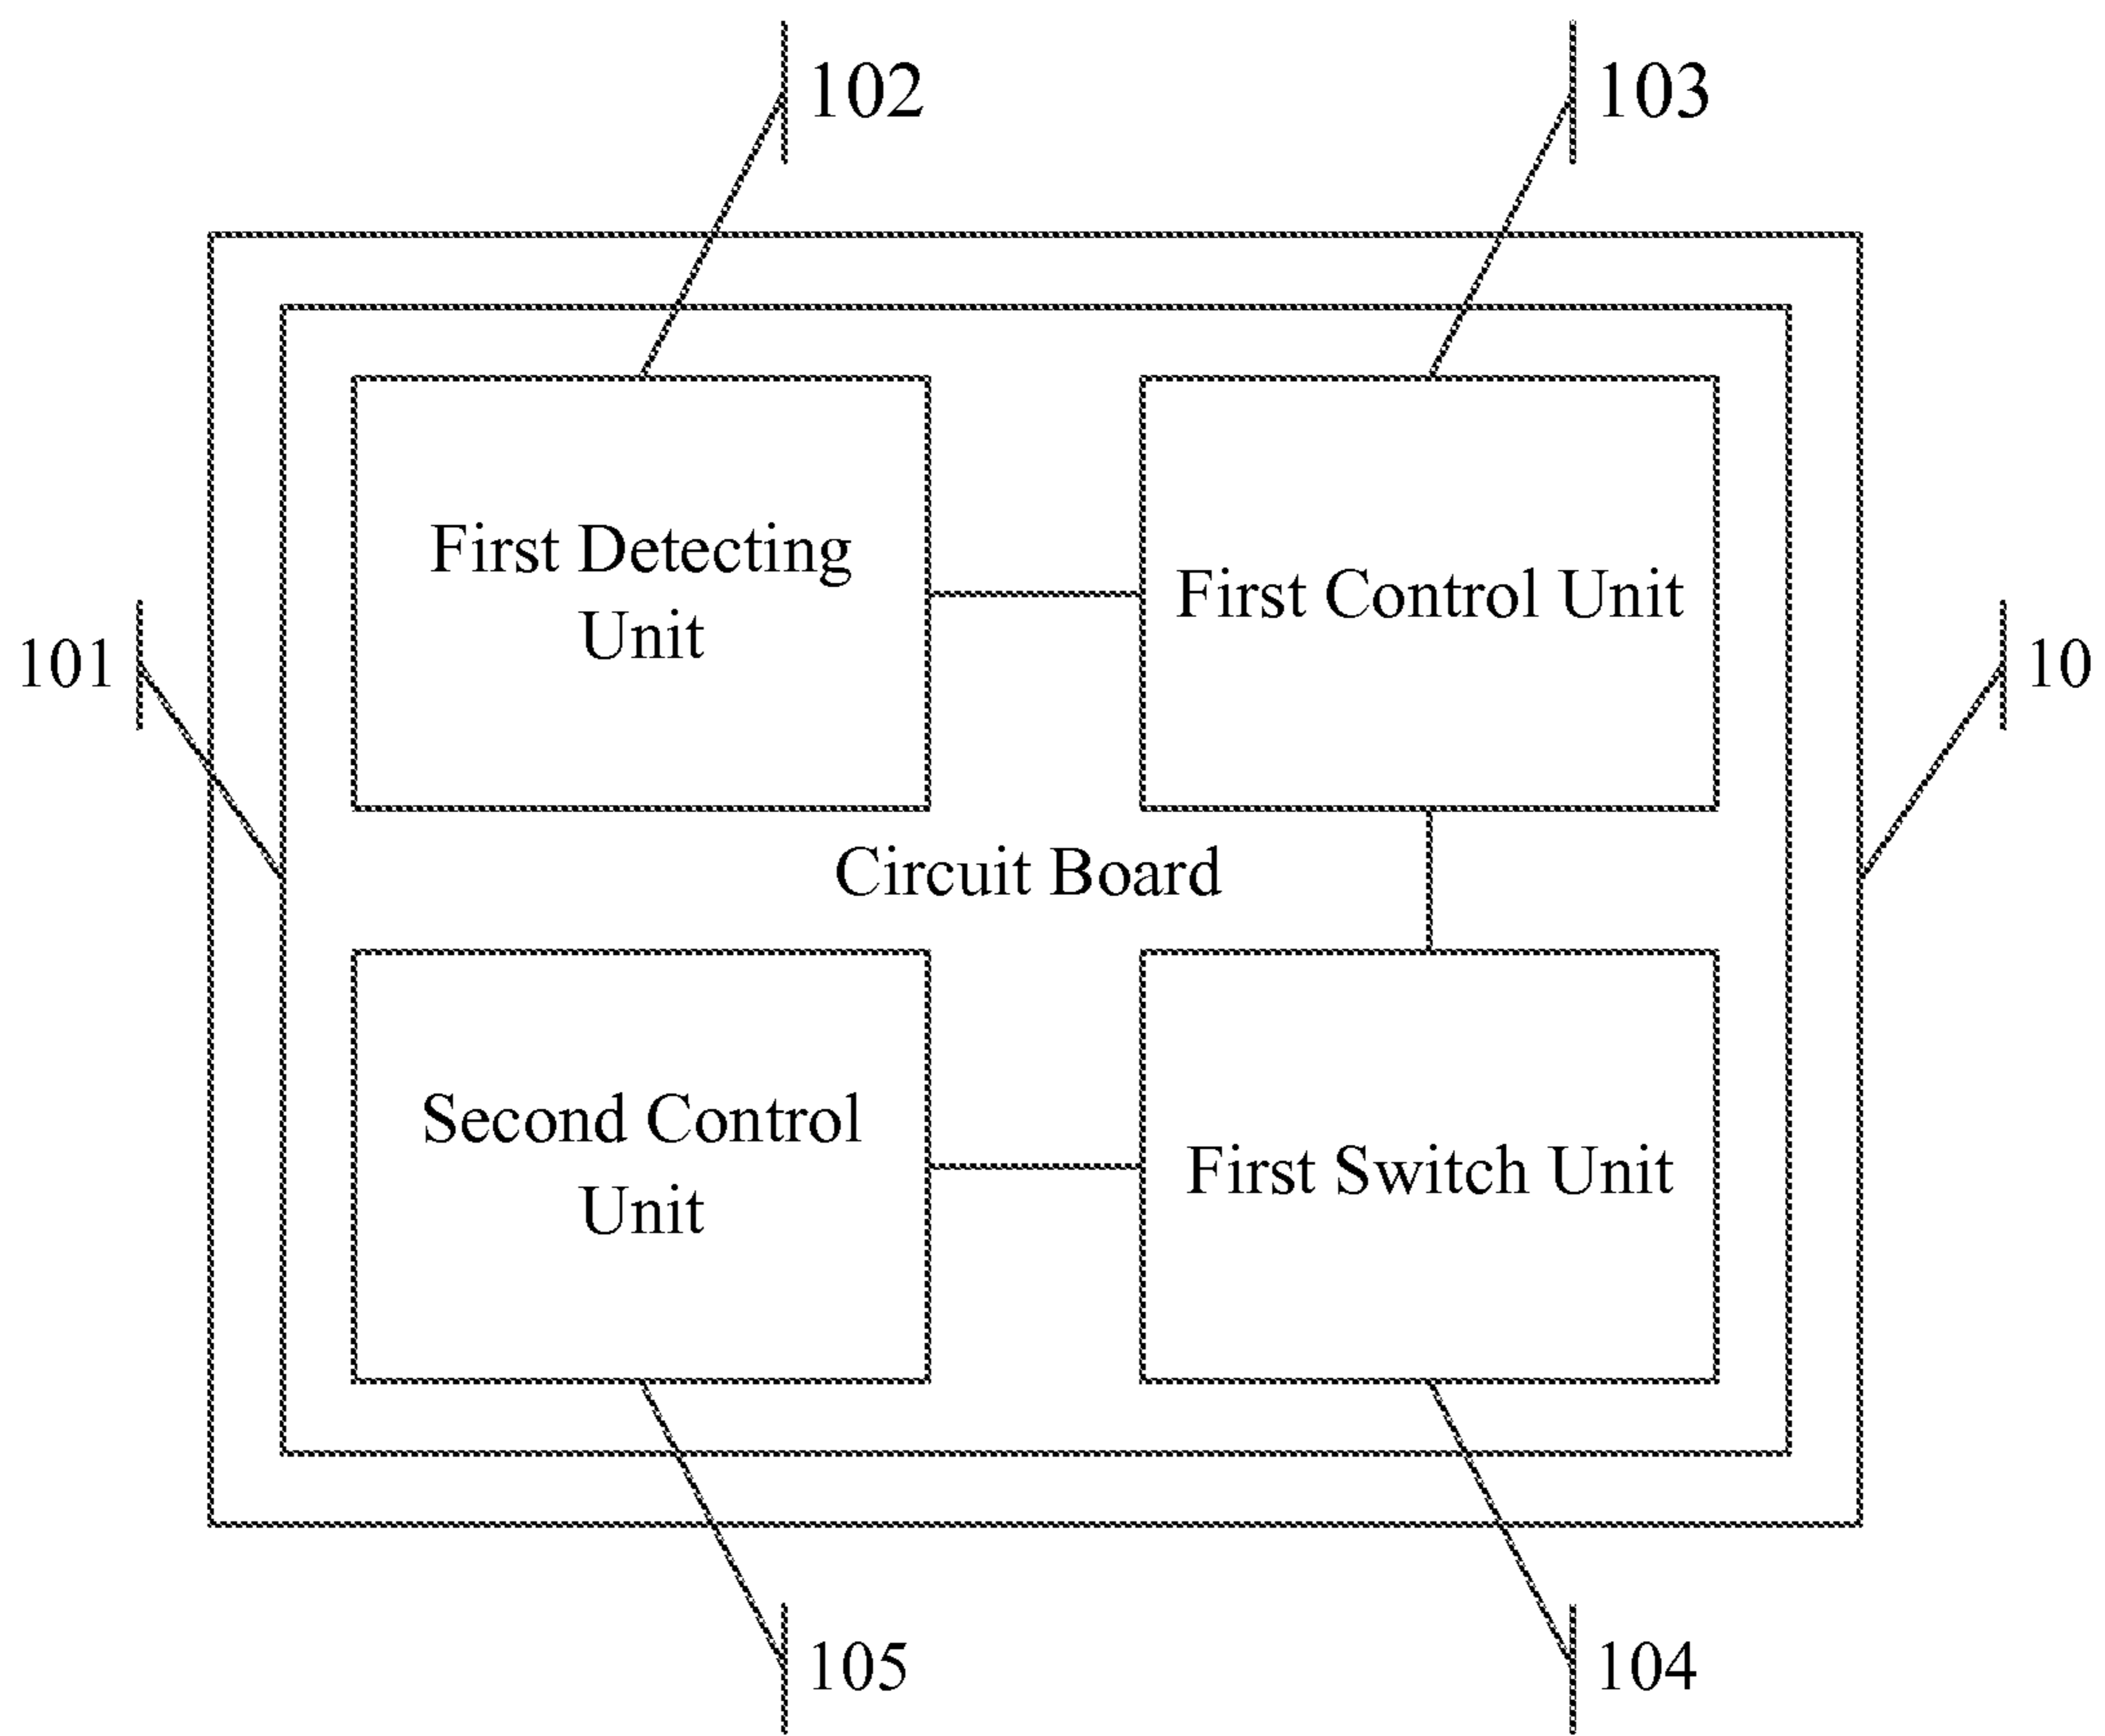 102
103
First Detecting
Unit
First Control Unit
101
10
Circuit Board
Second Control
Unit
First Switch Unit
105
104